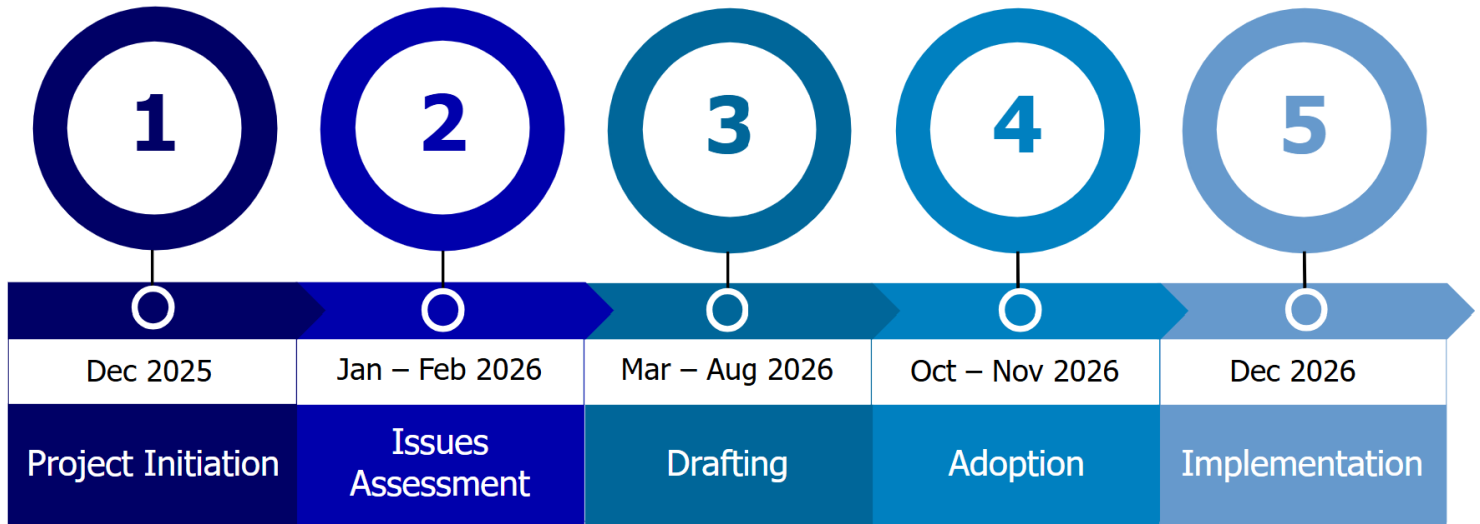 1
2
3
4
5
Dec 2025
Jan – Feb 2026
Mar – Aug 2026
Oct – Nov 2026
Dec 2026
Project Initiation
Issues
Assessment
Drafting
Adoption
Implementation